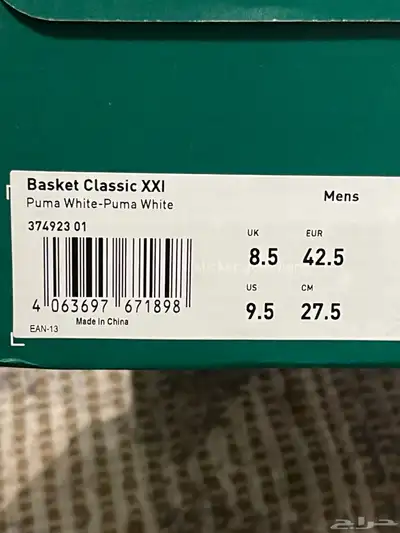 Basket Classic XXI
Puma White-Puma White
Mens
374923 01
4 063697 671898
Made in China
EAN-13
UK EUR
8.5 42.5
US CM
9.5 27.5
حراج